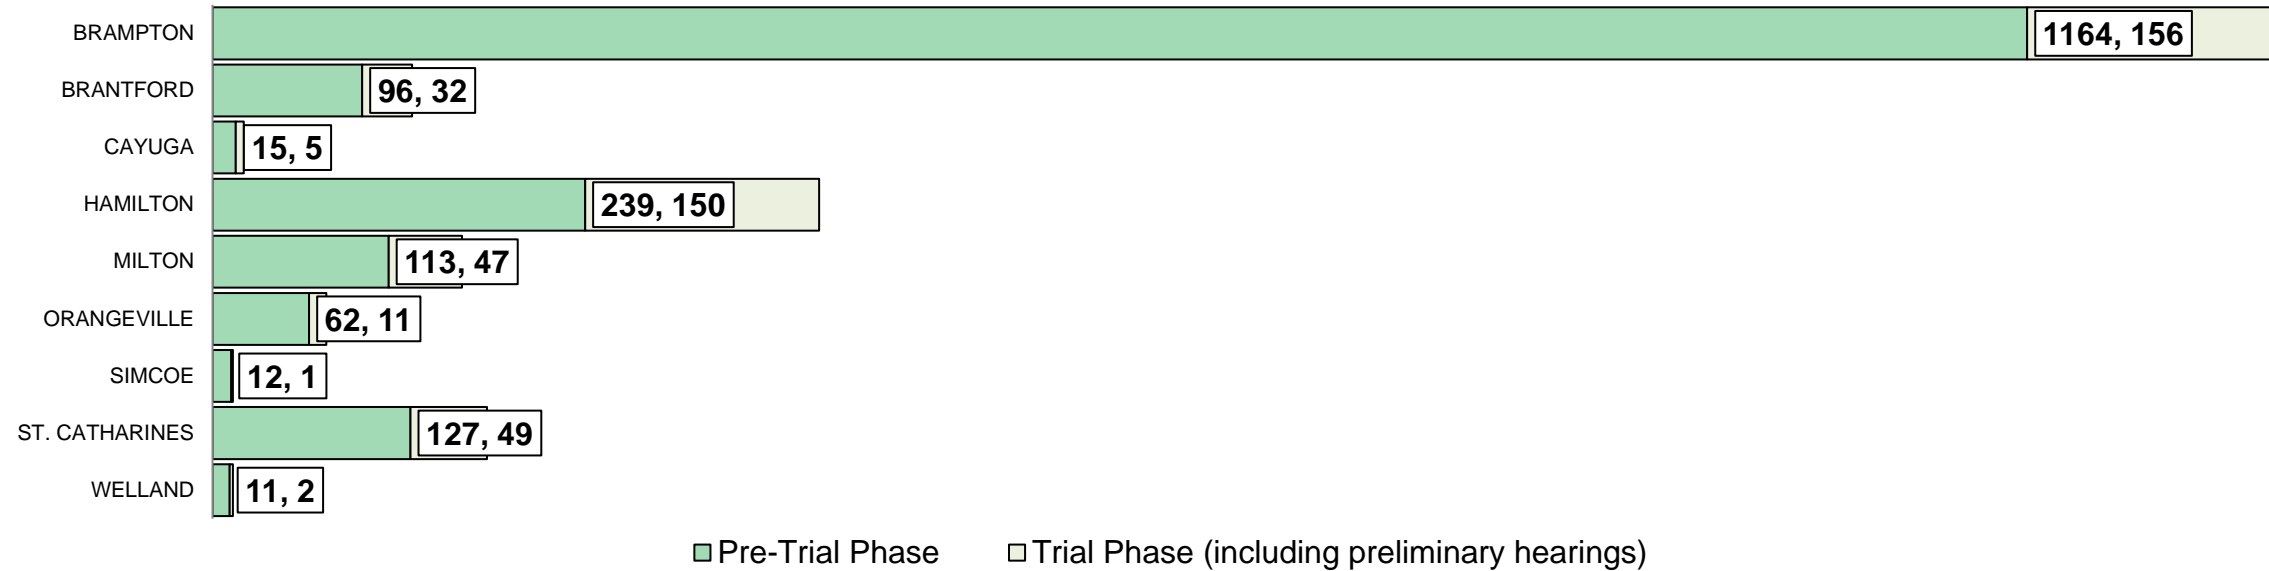 BRAMPTON 1164, 156
BRANTFORD 96, 32
CAYUGA 15, 5
HAMILTON 239, 150
MILTON 113, 47
ORANGEVILLE 62, 11
SIMCOE 12, 1
ST. CATHARINES 127, 49
WELLAND 11, 2
Pre-Trial Phase Trial Phase (including preliminary hearings)